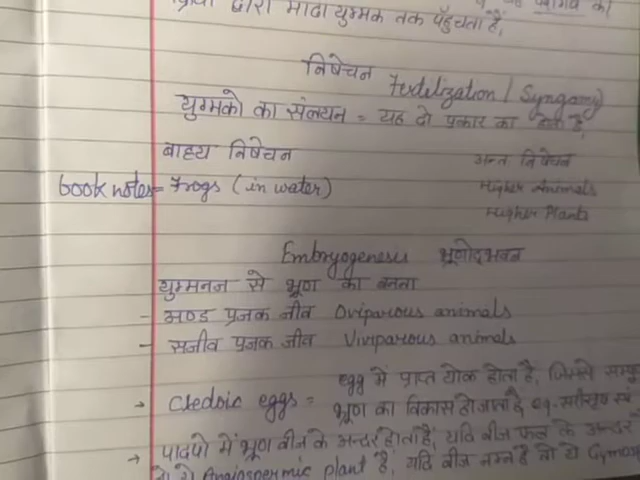 द्वारा मादा युग्मक तक पहुँचता है,
निषेचन Fertelization / Syngamy
युग्मको का संलयन = यह दो प्रकार का होता है,
बाह्य निषेचन अन्त निषेचन
book notes = Frogs (in water) Higher Animals
Higher Plants
Embryogenesis भ्रूणोद्भवन
युग्मनज से भ्रूण का बनना
- अण्ड प्रजक जीव Oviparous animals
- सजीव प्रजक जीव Viviparous animals
egg में प्राप्त योक होता है, जिससे
→ Cledoic eggs = भ्रूण का विकास हो जाता है eg. सरीसृप
→ पादपो में भ्रूण बीज के अन्दर होता है, यदि बीज फल के अन्दर
ये Angiospermic plant है, यदि बीज नग्न है तो ये